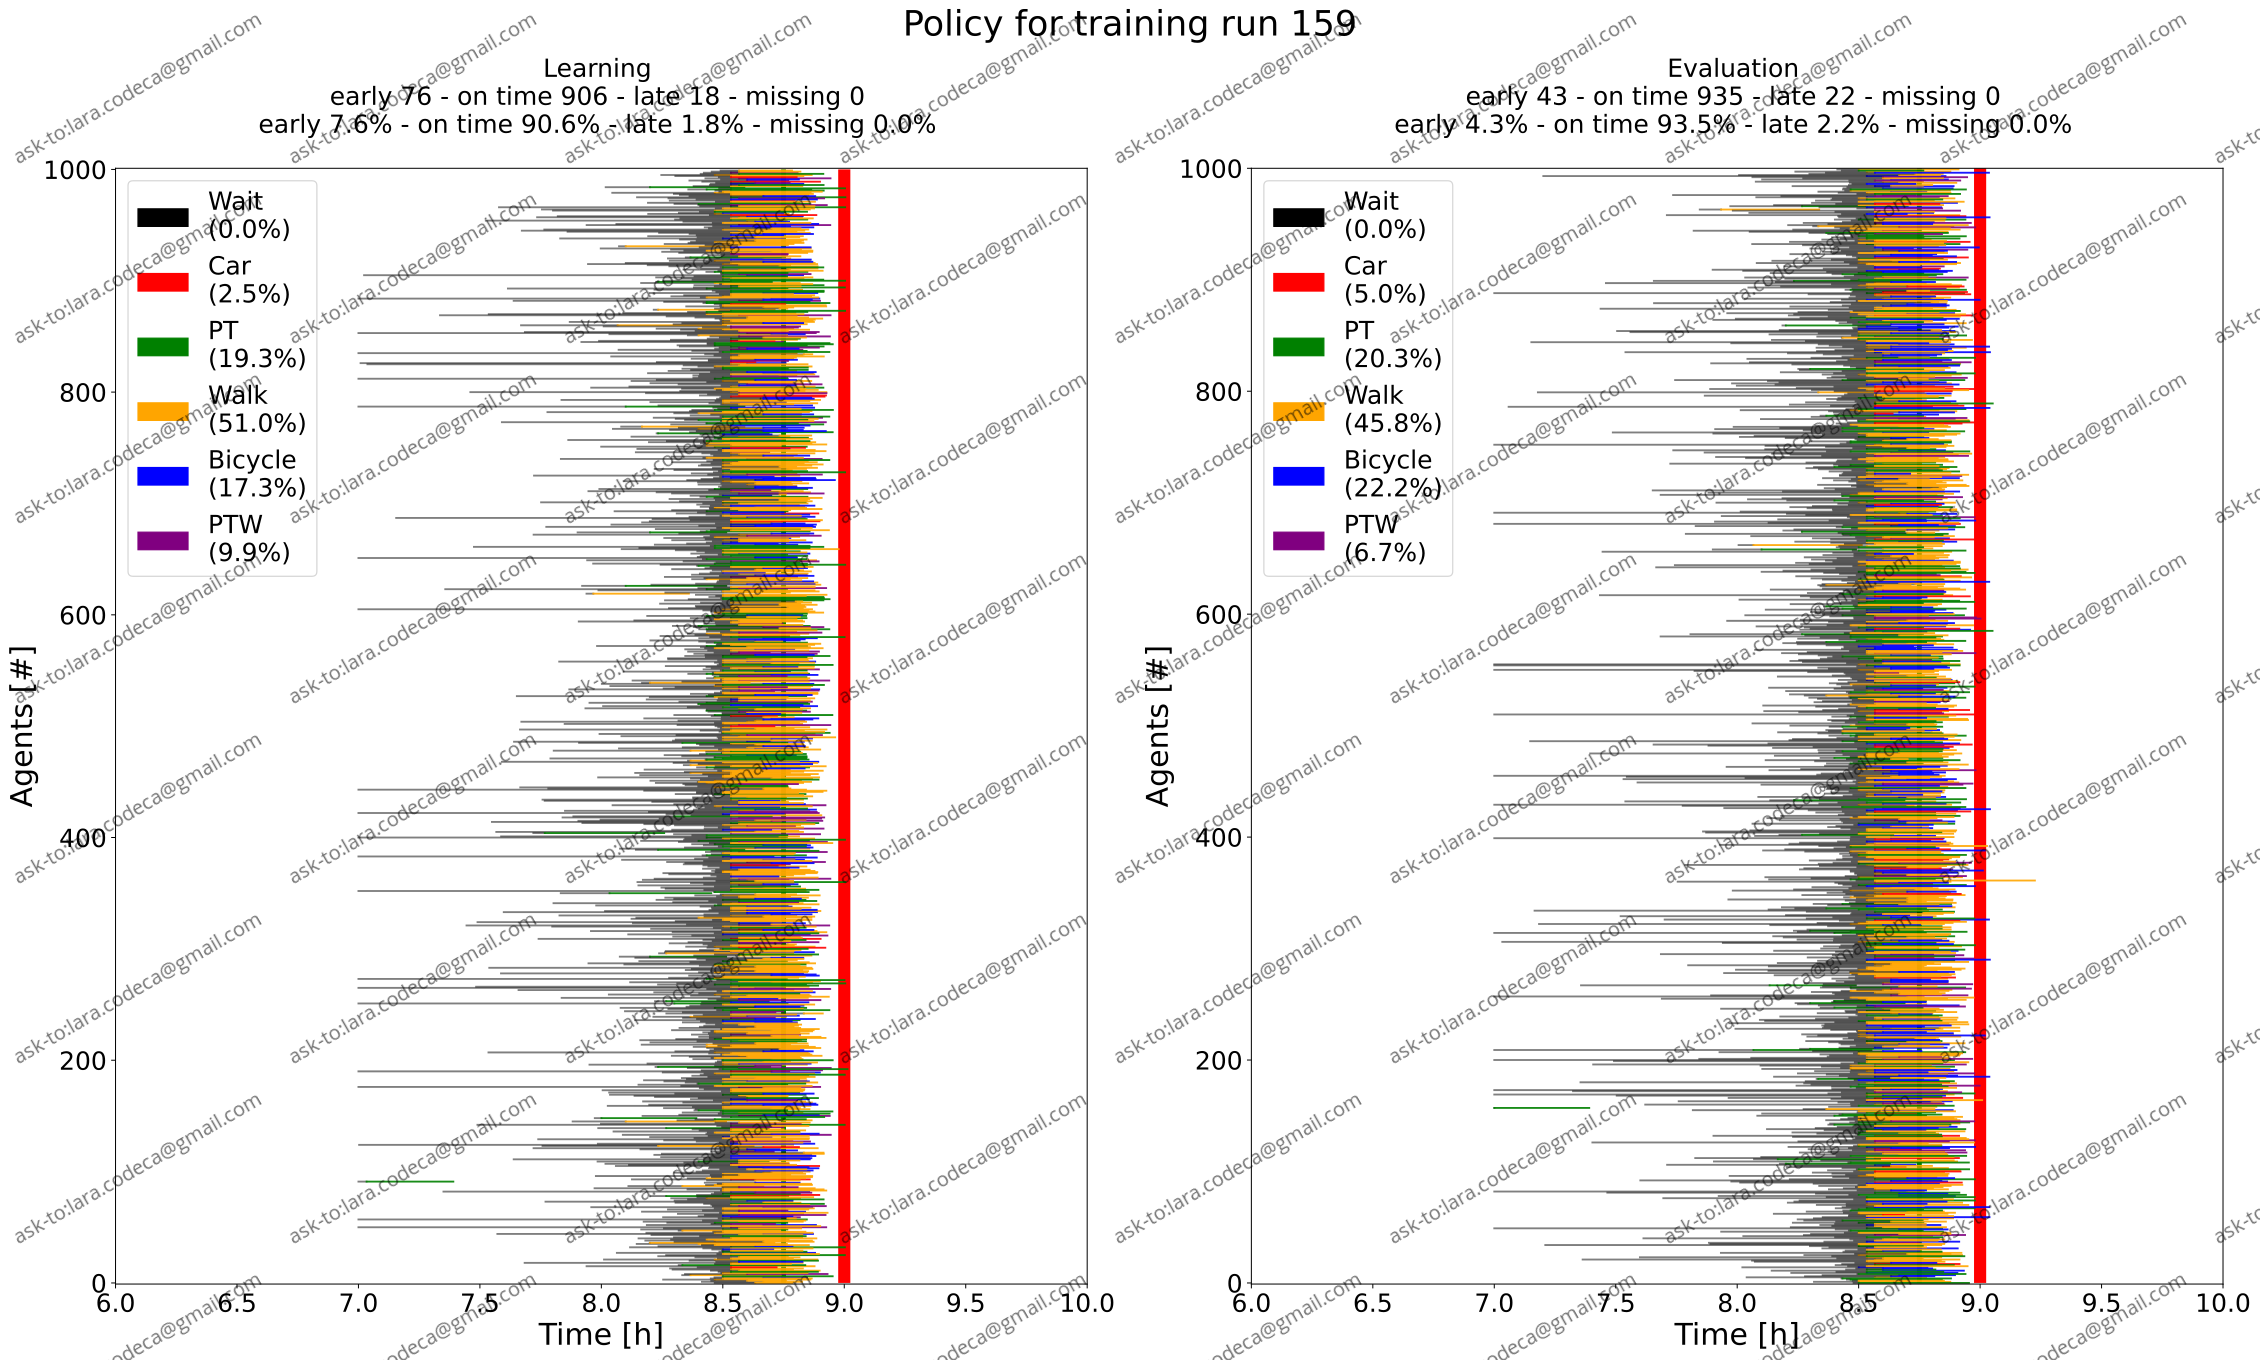 Policy for training run 159
Learning
early 76 - on time 906 - late 18 - missing 0
early 7.6% - on time 90.6% - late 1.8% - missing 0.0%
1000
800
600
400
200
0
Agents [#]
Wait
(0.0%)
Car
(2.5%)
PT
(19.3%)
Walk
(51.0%)
Bicycle
(17.3%)
PTW
(9.9%)
6.0 6.5 7.0 7.5 8.0 8.5 9.0 9.5 10.0
Time [h]
Evaluation
early 43 - on time 935 - late 22 - missing 0
early 4.3% - on time 93.5% - late 2.2% - missing 0.0%
1000
800
600
400
200
0
Agents [#]
Wait
(0.0%)
Car
(5.0%)
PT
(20.3%)
Walk
(45.8%)
Bicycle
(22.2%)
PTW
(6.7%)
6.0 6.5 7.0 7.5 8.0 8.5 9.0 9.5 10.0
Time [h]
ask-to:lara.codeca@gmail.com